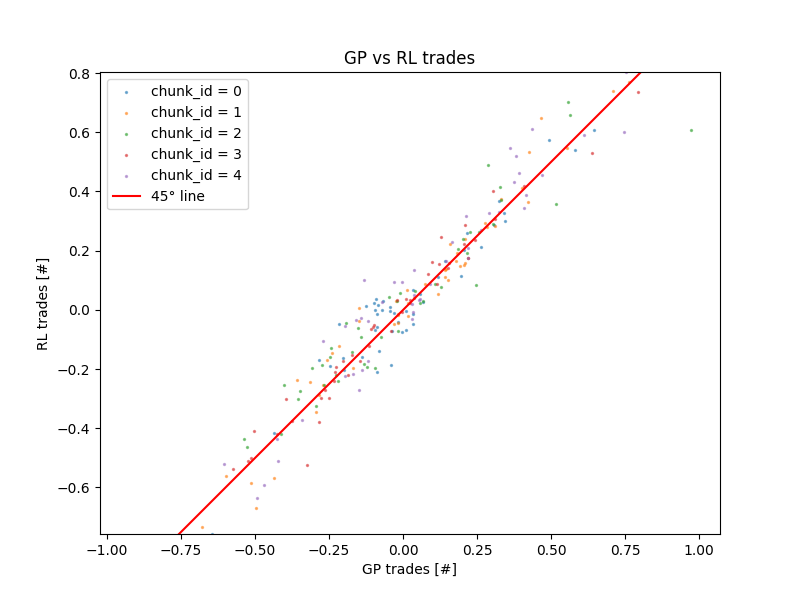 GP vs RL trades
chunk_id = 0
chunk_id = 1
chunk_id = 2
chunk_id = 3
chunk_id = 4
45° line
RL trades [#]
0.8
0.6
0.4
0.2
0.0
−0.2
−0.4
−0.6
−1.00 −0.75 −0.50 −0.25 0.00 0.25 0.50 0.75 1.00
GP trades [#]